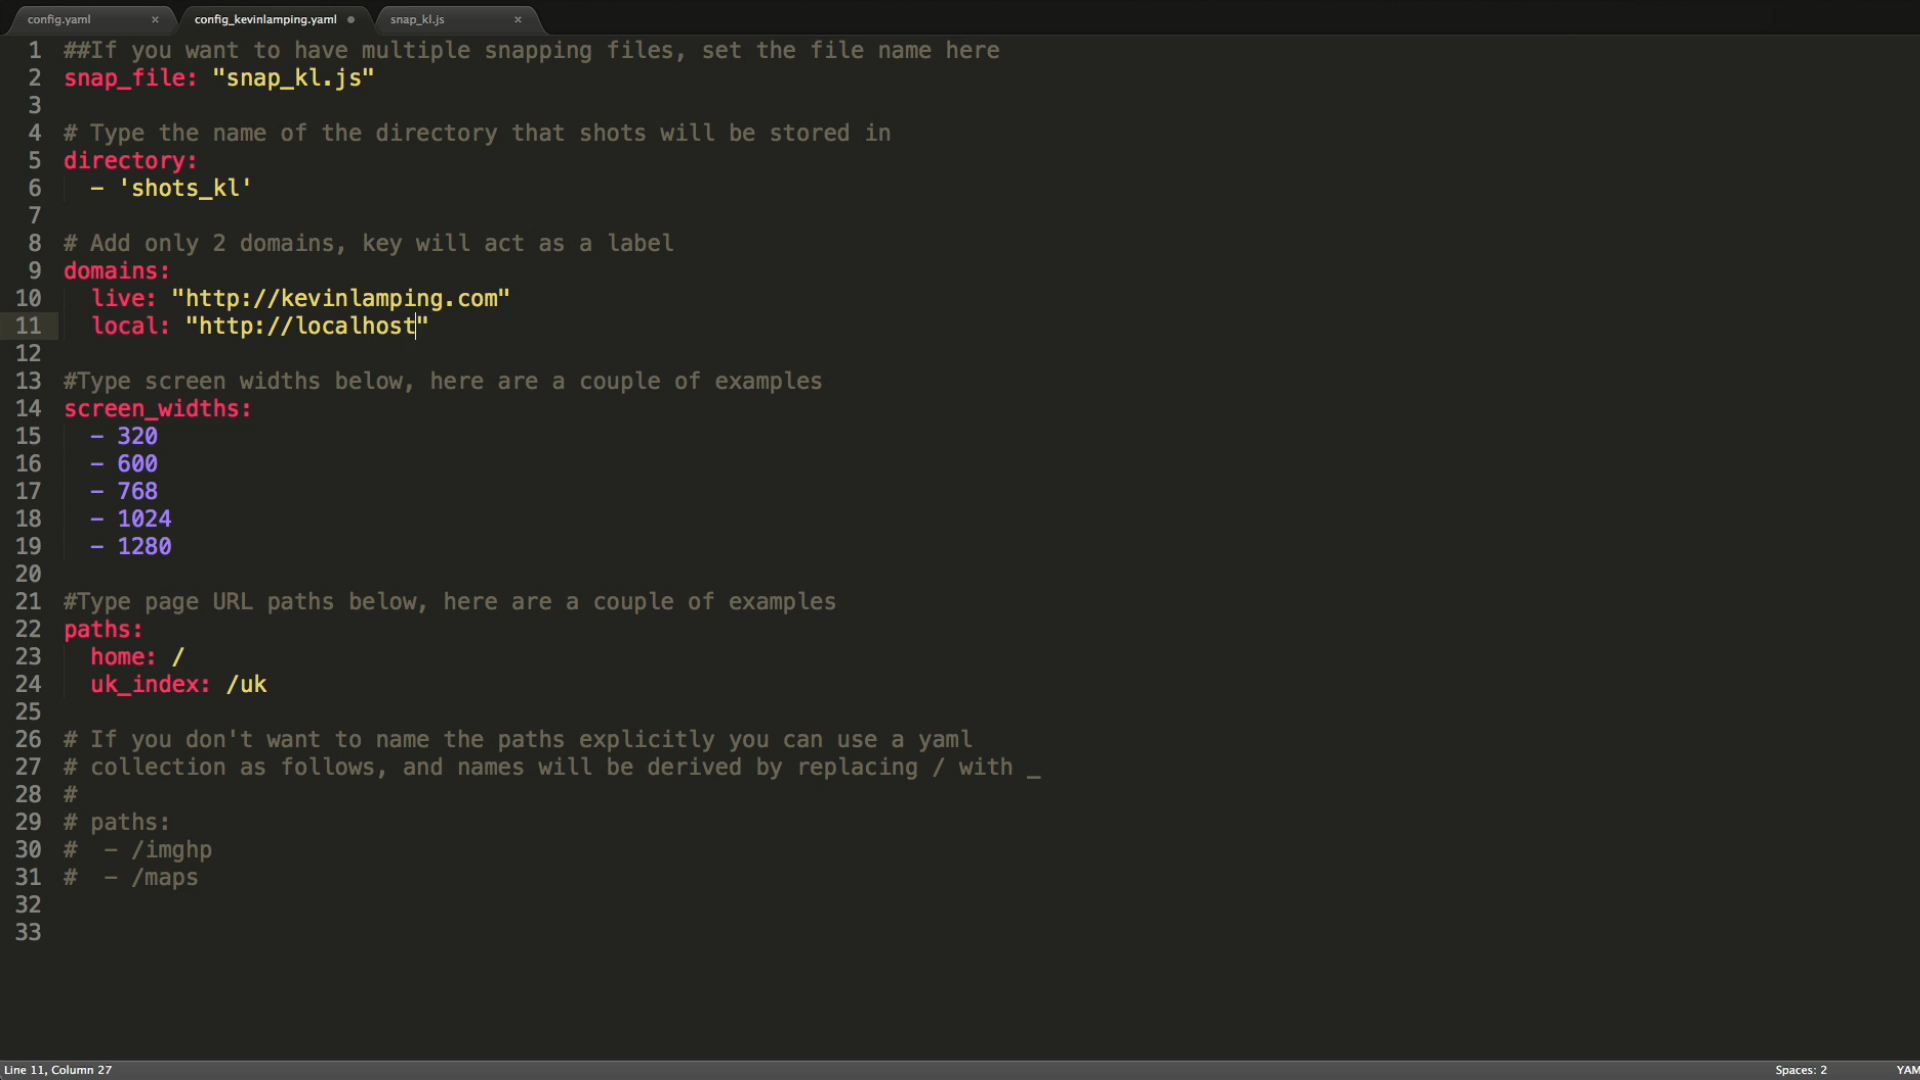 config.yaml × config_kevinlamping.yaml snap_kl.js ×
1 ##If you want to have multiple snapping files, set the file name here
2 snap_file: "snap_kl.js"
3
4 # Type the name of the directory that shots will be stored in
5 directory:
6   - 'shots_kl'
7
8 # Add only 2 domains, key will act as a label
9 domains:
10   live: "http://kevinlamping.com"
11   local: "http://localhost"
12
13 #Type screen widths below, here are a couple of examples
14 screen_widths:
15   - 320
16   - 600
17   - 768
18   - 1024
19   - 1280
20
21 #Type page URL paths below, here are a couple of examples
22 paths:
23   home: /
24   uk_index: /uk
25
26 # If you don't want to name the paths explicitly you can use a yaml
27 # collection as follows, and names will be derived by replacing / with _
28 #
29 # paths:
30 #  - /imghp
31 #  - /maps
32
33
Line 11, Column 27 Spaces: 2 YAM